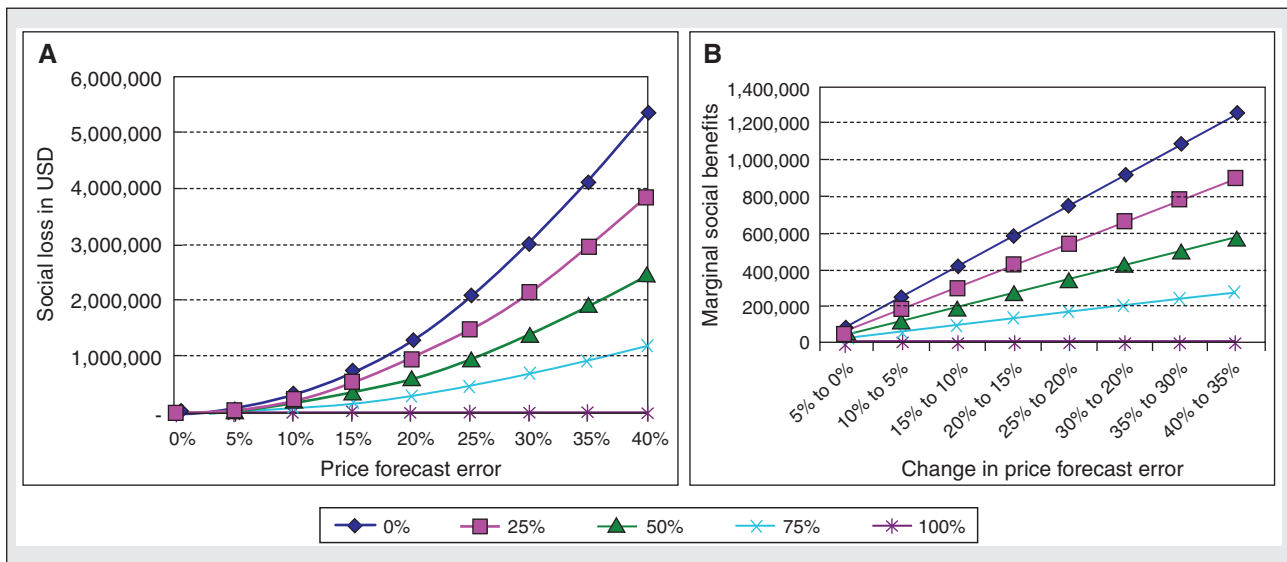 A
Social loss in USD
6,000,000
5,000,000
4,000,000
3,000,000
2,000,000
1,000,000
-
0% 5% 10% 15% 20% 25% 30% 35% 40%
Price forecast error
B
Marginal social benefits
1,400,000
1,200,000
1,000,000
800,000
600,000
400,000
200,000
0
5% to 0%
10% to 5%
15% to 10%
20% to 15%
25% to 20%
30% to 20%
35% to 30%
40% to 35%
Change in price forecast error
0% 25% 50% 75% 100%